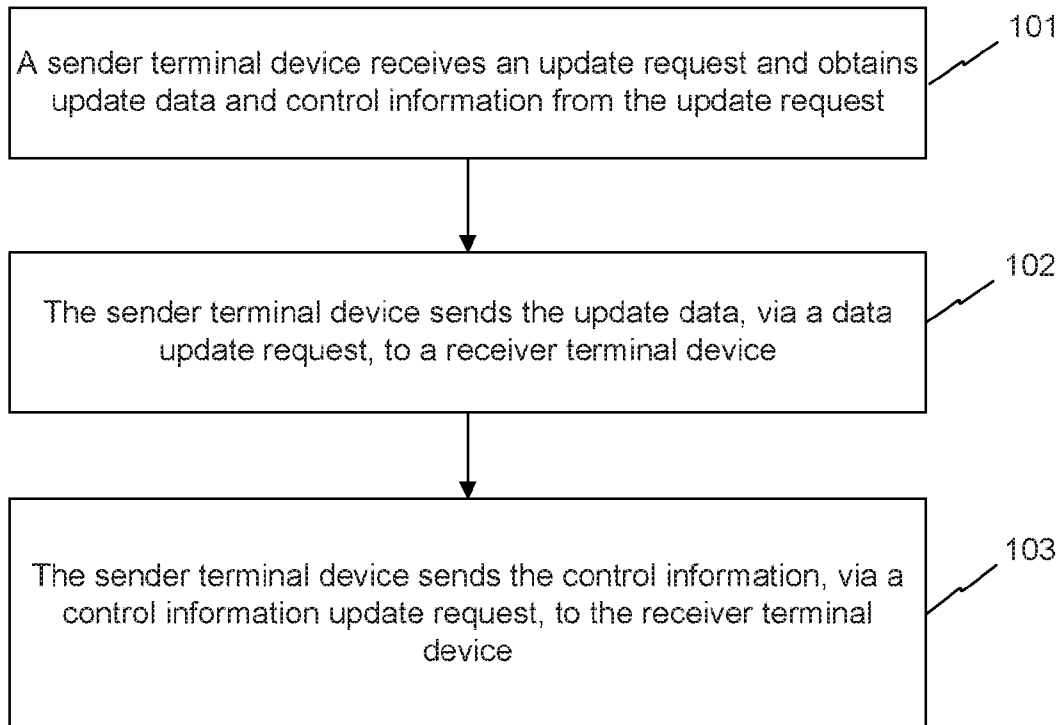 101
A sender terminal device receives an update request and obtains
update data and control information from the update request
102
The sender terminal device sends the update data, via a data
update request, to a receiver terminal device
103
The sender terminal device sends the control information, via a
control information update request, to the receiver terminal
device